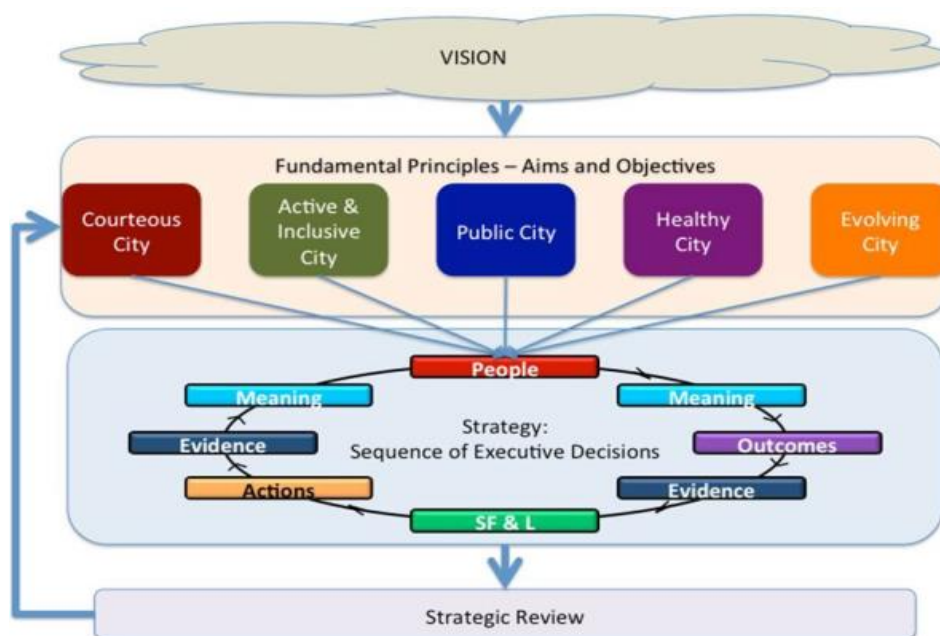 VISION
Fundamental Principles – Aims and Objectives
Courteous
City
Active &
Inclusive
City
Public City
Healthy
City
Evolving
City
People
Meaning
Meaning
Strategy:
Sequence of Executive Decisions
Evidence
Outcomes
Actions
Evidence
SF & L
Strategic Review